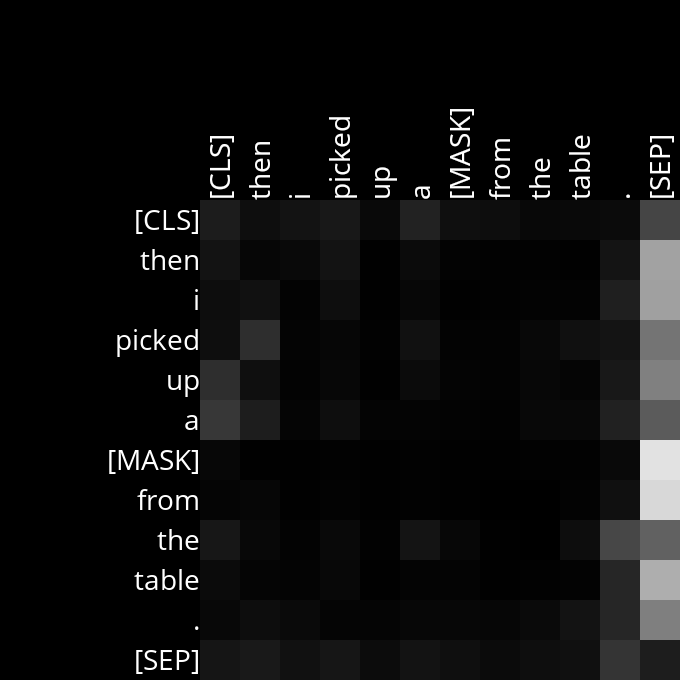 [CLS] then i picked up a [MASK] from the table . [SEP]
[CLS]
then
i
picked
up
a
[MASK]
from
the
table
.
[SEP]